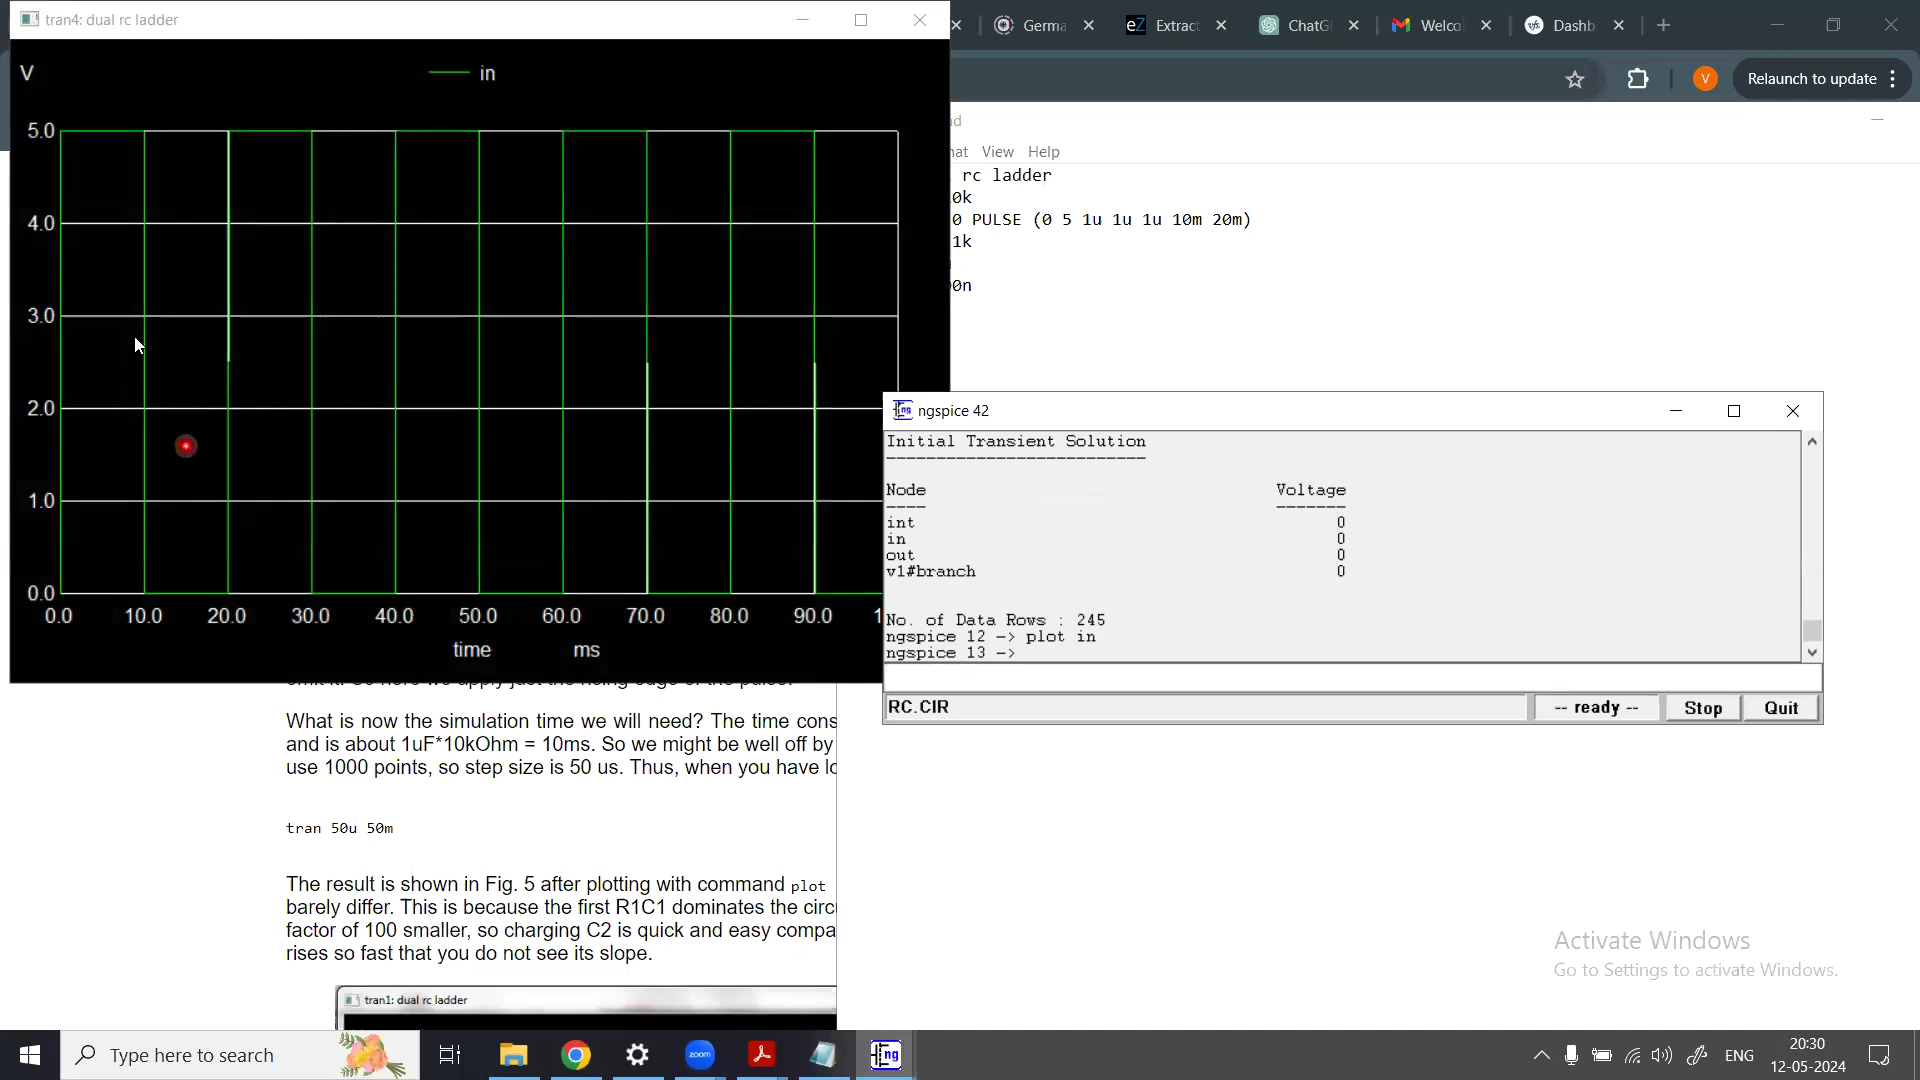 tran4: dual rc ladder
Germa
Extract
ChatG
Welco
Dashb
V
Relaunch to update
V
in
5.0
4.0
3.0
2.0
1.0
0.0
0.0 10.0 20.0 30.0 40.0 50.0 60.0 70.0 80.0 90.0 1
time ms
View Help
rc ladder
0k
0 PULSE (0 5 1u 1u 1u 10m 20m)
1k
00n
ngspice 42
Initial Transient Solution
--------------------------
Node Voltage
---- -------
int 0
in 0
out 0
v1#branch 0
No. of Data Rows : 245
ngspice 12 -> plot in
ngspice 13 ->
RC.CIR
-- ready --
Stop
Quit
What is now the simulation time we will need? The time cons
and is about 1uF*10kOhm = 10ms. So we might be well off by
use 1000 points, so step size is 50 us. Thus, when you have lo
tran 50u 50m
The result is shown in Fig. 5 after plotting with command plot
barely differ. This is because the first R1C1 dominates the circu
factor of 100 smaller, so charging C2 is quick and easy compa
rises so fast that you do not see its slope.
tran1: dual rc ladder
Activate Windows
Go to Settings to activate Windows.
Type here to search
zoom
ENG
20:30
12-05-2024